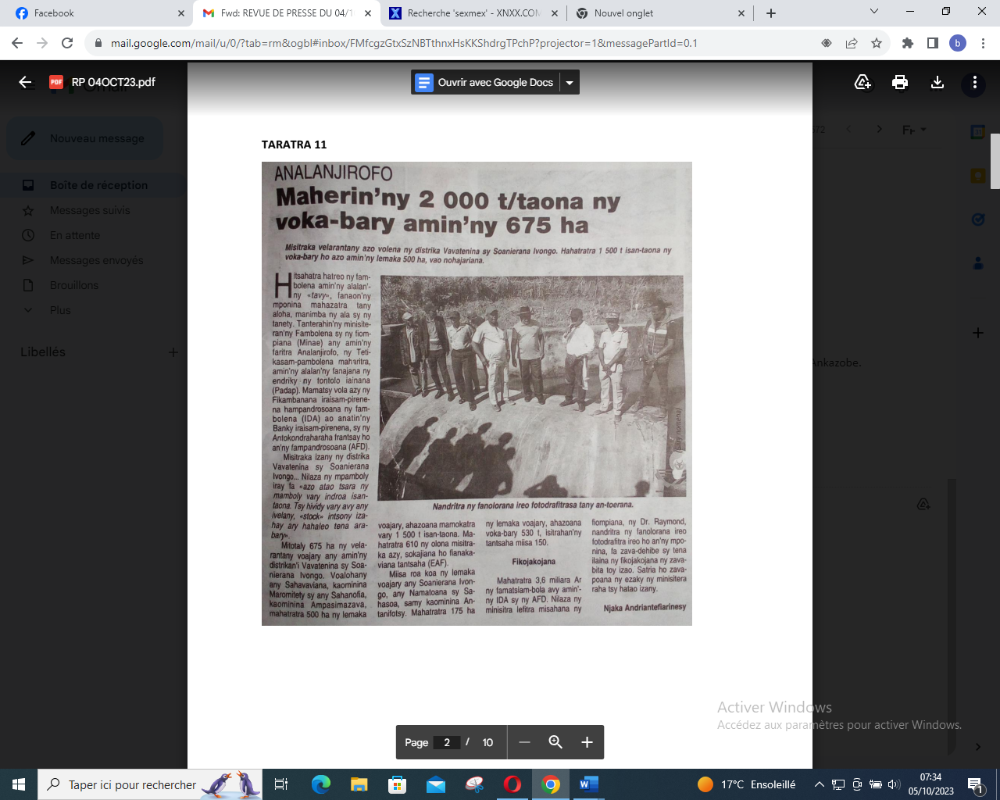 Facebook
Fwd: REVUE DE PRESSE DU 04/1
Recherche 'sexmex' - XNXX.COM
Nouvel onglet
mail.google.com/mail/u/0/?tab=rm&ogbl#inbox/FMfcgzGtxSzNBTthnxHsKKShdrgTPchP?projector=1&messagePartId=0.1
b
PDF
RP 04OCT23.pdf
Ouvrir avec Google Docs
Nouveau message
Boîte de réception
Messages suivis
En attente
Messages envoyés
Brouillons
Plus
Libellés
572
Fr
Ankazobe.
TARATRA 11
ANALANJIROFO
Maherin'ny 2 000 t/taona ny
voka-bary amin'ny 675 ha
Misitraka velarantany azo volena ny distrika Vavatenina sy Soanierana Ivongo. Hahatratra 1 500 t isan-taona ny
voka-bary ho azo amin'ny lemaka 500 ha, vao nohajariana.
Hitsahatra hatreo ny fam-
bolena amin'ny alalan'-
ny «tavy», fanaon'ny
mponina mahazatra tany
aloha, manimba ny ala sy ny
tanety. Tanterahin'ny minisite-
ran'ny Fambolena sy ny fiom-
piana (Minae) any amin'ny
faritra Analanjirofo, ny Teti-
kasam-pambolena maharitra,
amin'ny alalan'ny fanajana ny
endriky ny tontolo iainana
(Padap). Mamatsy vola azy ny
Fikambanana iraisam-pirene-
na hampandrosoana ny fam-
bolena (IDA) ao anatin'ny
Banky iraisam-pirenena, sy ny
Antokondraharaha frantsay ho
an'ny fampandrosoana (AFD).
Misitraka izany ny distrika
Vavatenina sy Soanierana
Ivongo... Nilaza ny mpamboly
iray fa «azo atao tsara ny
mamboly vary indroa isan-
taona. Tsy hividy vary avy any
ivelany, «stock» intsony iza-
hay ary hahaleo tena ara-
bary».
Mitotaly 675 ha ny vela-
rantany voajary any amin'ny
distrikan'i Vavatenina sy Soa-
nierana Ivongo. Voalohany
any Sahavaviana, kaominina
Maromitety sy any Sahanofia,
kaominina Ampasimazava,
mahatratra 500 ha ny lemaka
Nandritra ny fanolorana ireo fotodrafitrasa tany an-toerana.
voajary, ahazoana mamokatra
vary 1 500 t isan-taona. Ma-
hatratra 610 ny olona misitra-
ka azy, sokajiana ho fianaka-
viana tantsaha (EAF).
Miisa roa koa ny lemaka
voajary any Soanierana Ivon-
go, any Namatoana sy Sa-
hasoa, samy kaominina An-
tanifotsy. Mahatratra 175 ha
ny lemaka voajary, ahazoana
voka-bary 530 t, isitrahan'ny
tantsaha miisa 150.
Fikojakojana
Mahatratra 3,6 miliara Ar
ny famatsiam-bola avy amin'-
ny IDA sy ny AFD. Nilaza ny
minisitra lefitra misahana ny
fiompiana, ny Dr. Raymond,
nandritra ny fanolorana ireo
fotodrafitra ireo ho an'ny mpo-
nina, fa zava-dehibe sy tena
ilaina ny fikojakojana ny zava-
bita toy izao. Satria ho zava-
poana ny ezaky ny minisitera
raha tsy hatao izany.
Njaka Andriantefiarinesy
Activer Windows
Accédez aux paramètres pour activer Windows.
Page 2 / 10
Taper ici pour rechercher
17°C Ensoleillé
07:34
05/10/2023
1